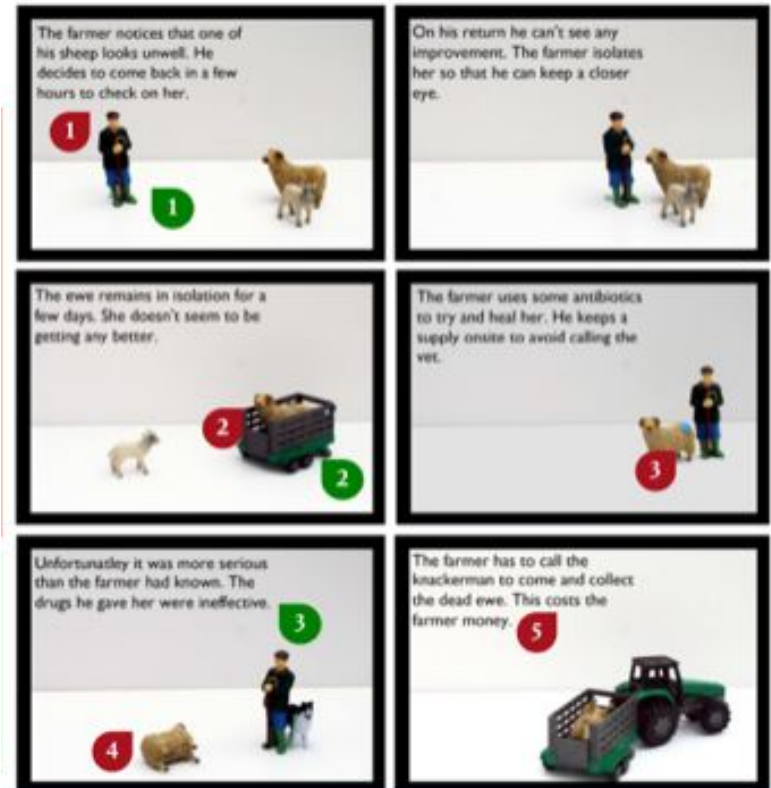 The farmer notices that one of
his sheep looks unwell. He
decides to come back in a few
hours to check on her.
1
1
On his return he can't see any
improvement. The farmer isolates
her so that he can keep a closer
eye.
The ewe remains in isolation for a
few days. She doesn't seem to be
getting any better.
2
2
The farmer uses some antibiotics
to try and heal her. He keeps a
supply onsite to avoid calling the
vet.
3
Unfortunatley it was more serious
than the farmer had known. The
drugs he gave her were ineffective.
3
4
The farmer has to call the
knackerman to come and collect
the dead ewe. This costs the
farmer money.
5